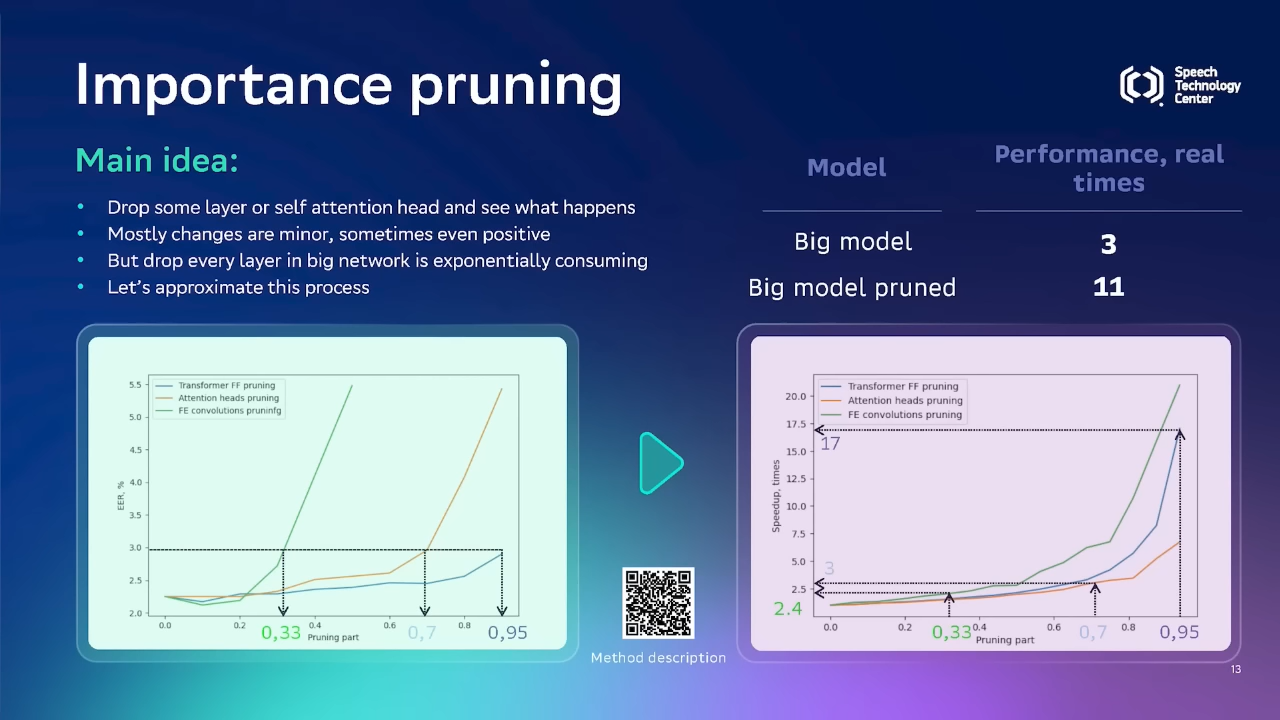 Importance pruning
Speech
Technology
Center
Main idea:
• Drop some layer or self attention head and see what happens
• Mostly changes are minor, sometimes even positive
• But drop every layer in big network is exponentially consuming
• Let's approximate this process
Model
Performance, real
times
Big model
3
Big model pruned
11
Transformer FF pruning
Attention heads pruning
FE convolutions pruninfg
5.5
5.0
4.5
4.0
3.5
3.0
2.5
2.0
EER, %
0.0
0.2
0.4
0.6
0.8
Pruning part
0,33
0,7
0,95
Method description
Transformer FF pruning
Attention heads pruning
FE convolutions pruning
20.0
17.5
15.0
12.5
10.0
7.5
5.0
2.5
Speedup, times
17
3
2.4
0.0
0.2
0.4
0.6
0.8
Pruning part
0,33
0,7
0,95
13